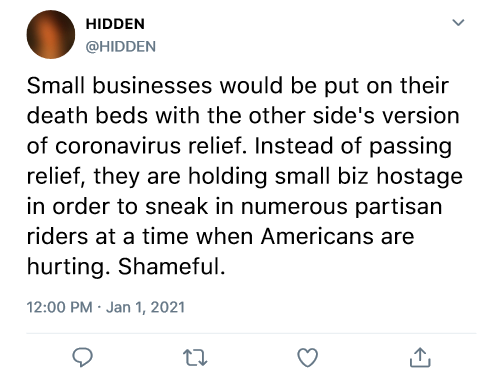 HIDDEN
@HIDDEN
Small businesses would be put on their
death beds with the other side's version
of coronavirus relief. Instead of passing
relief, they are holding small biz hostage
in order to sneak in numerous partisan
riders at a time when Americans are
hurting. Shameful.
12:00 PM · Jan 1, 2021